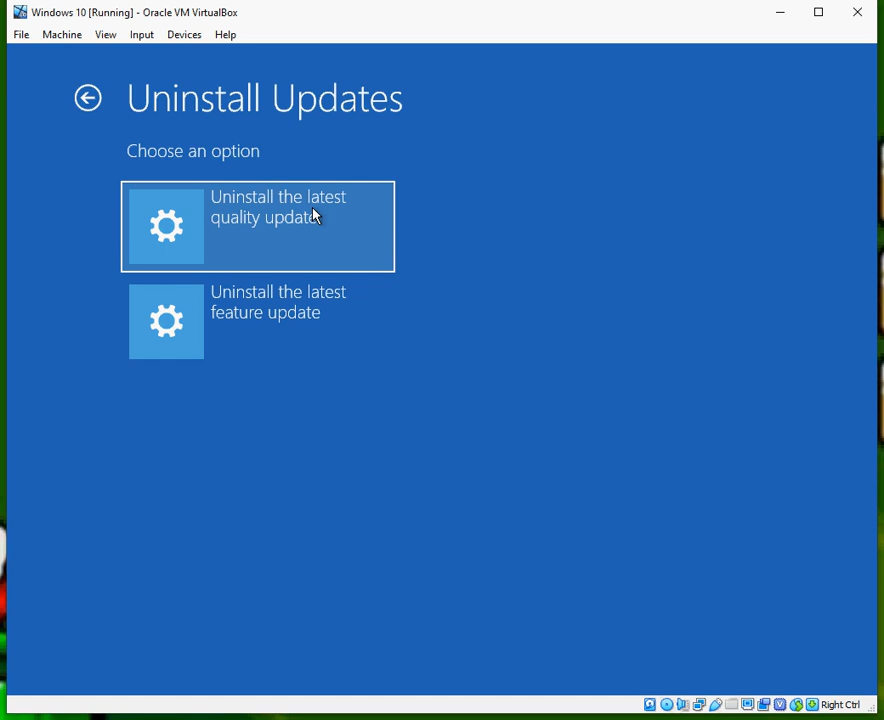 Windows 10 [Running] - Oracle VM VirtualBox
File Machine View Input Devices Help
Uninstall Updates
Choose an option
Uninstall the latest
quality update
Uninstall the latest
feature update
Right Ctrl